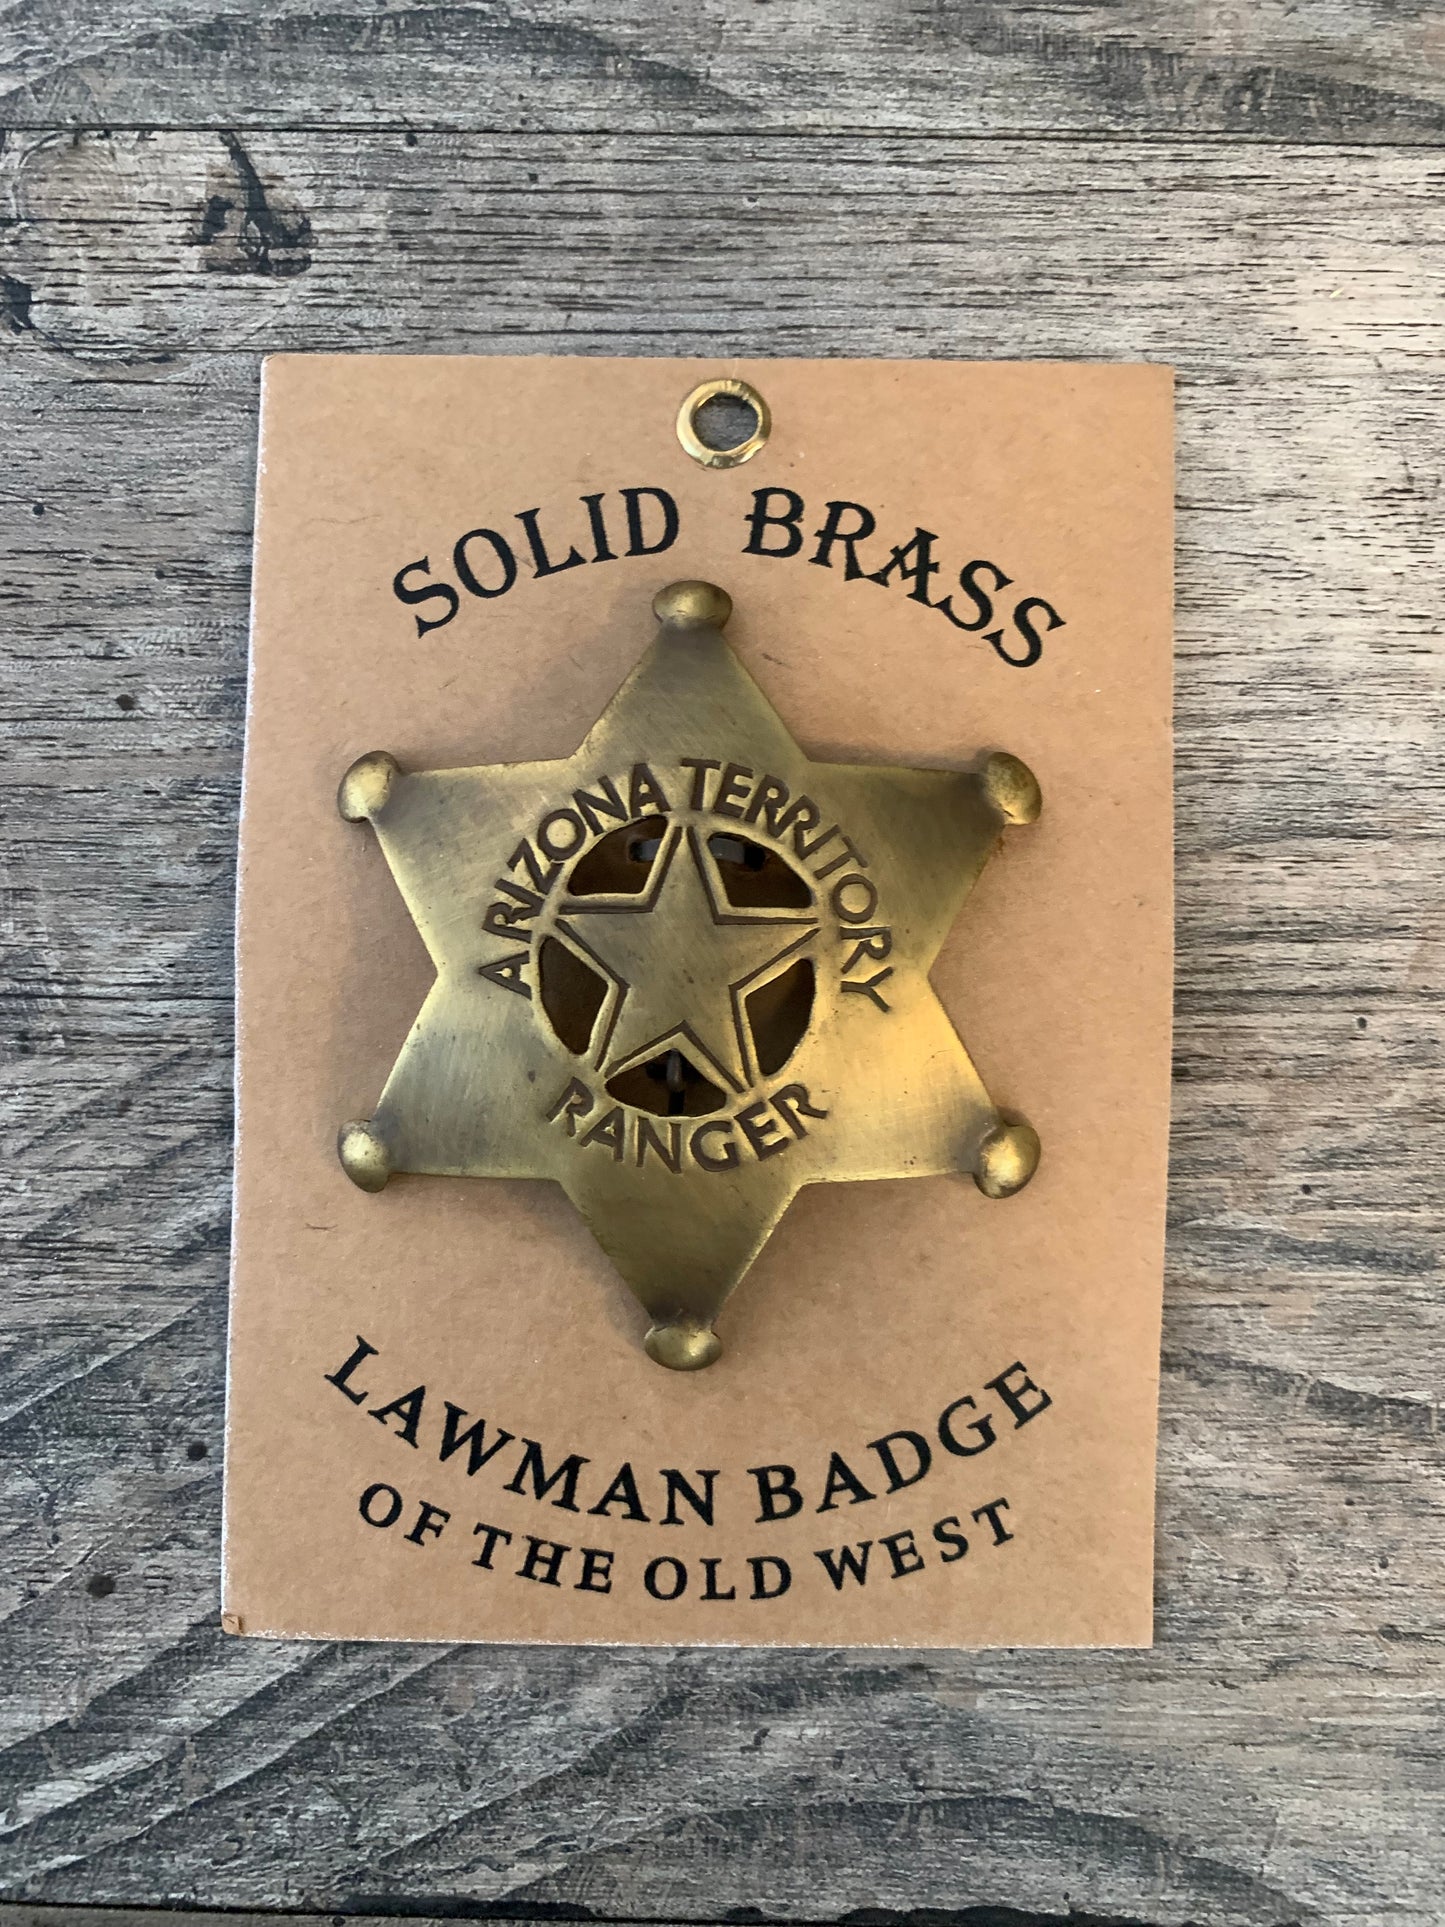 SOLID BRASS
ARIZONA TERRITORY
RANGER
LAWMAN BADGE
OF THE OLD WEST